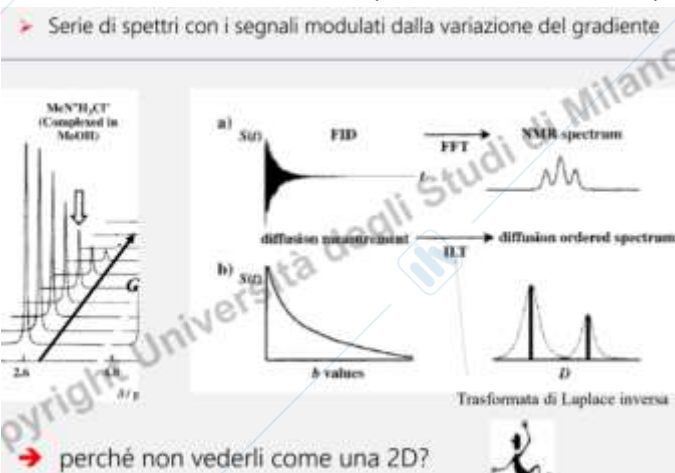 Serie di spettri con i segnali modulati dalla variazione del gradiente
MeN⁺H₃Cl⁻
(Complexed in
MeOH)
G
2.6
a)
S(t)
FID
FFT
NMR spectrum
t
diffusion measurement
ILT
diffusion ordered spectrum
b)
S(t)
b values
D
Trasformata di Laplace inversa
perché non vederli come una 2D?
pyright Università degli Studi di Milano